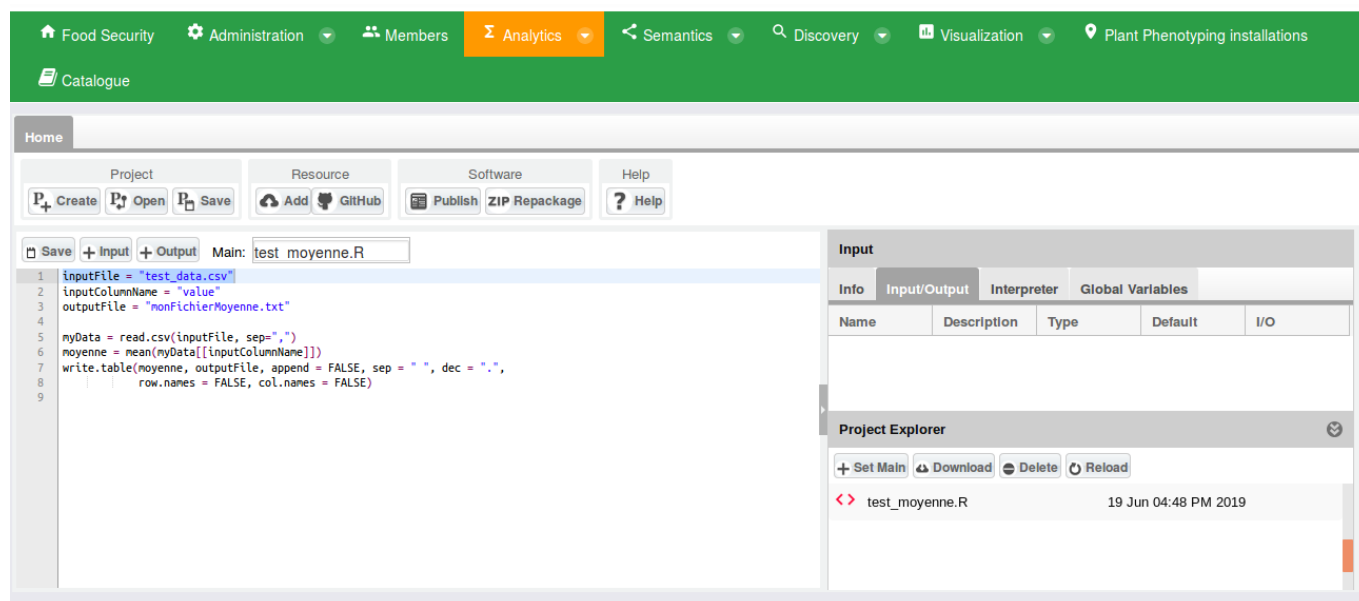 Food Security Administration Members Σ Analytics Semantics Discovery Visualization Plant Phenotyping installations
Catalogue
Home
Project Resource Software Help
P+ Create Open Save Add GitHub Publish ZIP Repackage ? Help
Save + Input + Output Main: test_moyenne.R
1 inputFile = "test_data.csv"
2 inputColumnName = "value"
3 outputFile = "monFichierMoyenne.txt"
4
5 myData = read.csv(inputFile, sep=",")
6 moyenne = mean(myData[[inputColumnName]])
7 write.table(moyenne, outputFile, append = FALSE, sep = " ", dec = ".",
8 row.names = FALSE, col.names = FALSE)
9
Input
Info Input/Output Interpreter Global Variables
Name Description Type Default I/O
Project Explorer
+ Set Main Download Delete Reload
<> test_moyenne.R 19 Jun 04:48 PM 2019